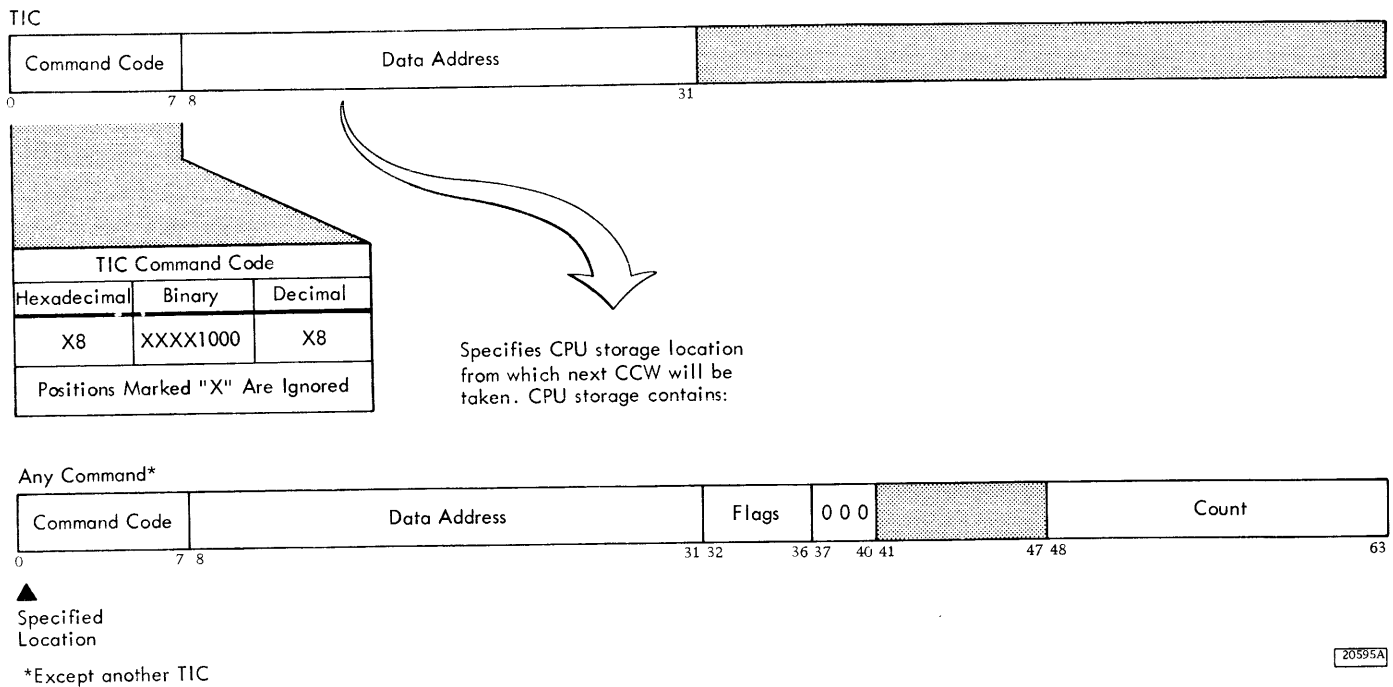 TIC
Command Code Data Address
0 7 8 31
TIC Command Code
Hexadecimal Binary Decimal
X8 XXXX1000 X8
Positions Marked "X" Are Ignored
Specifies CPU storage location
from which next CCW will be
taken. CPU storage contains:
Any Command*
Command Code Data Address Flags 0 0 0 Count
0 7 8 31 32 36 37 40 41 47 48 63
Specified
Location
*Except another TIC
20595A